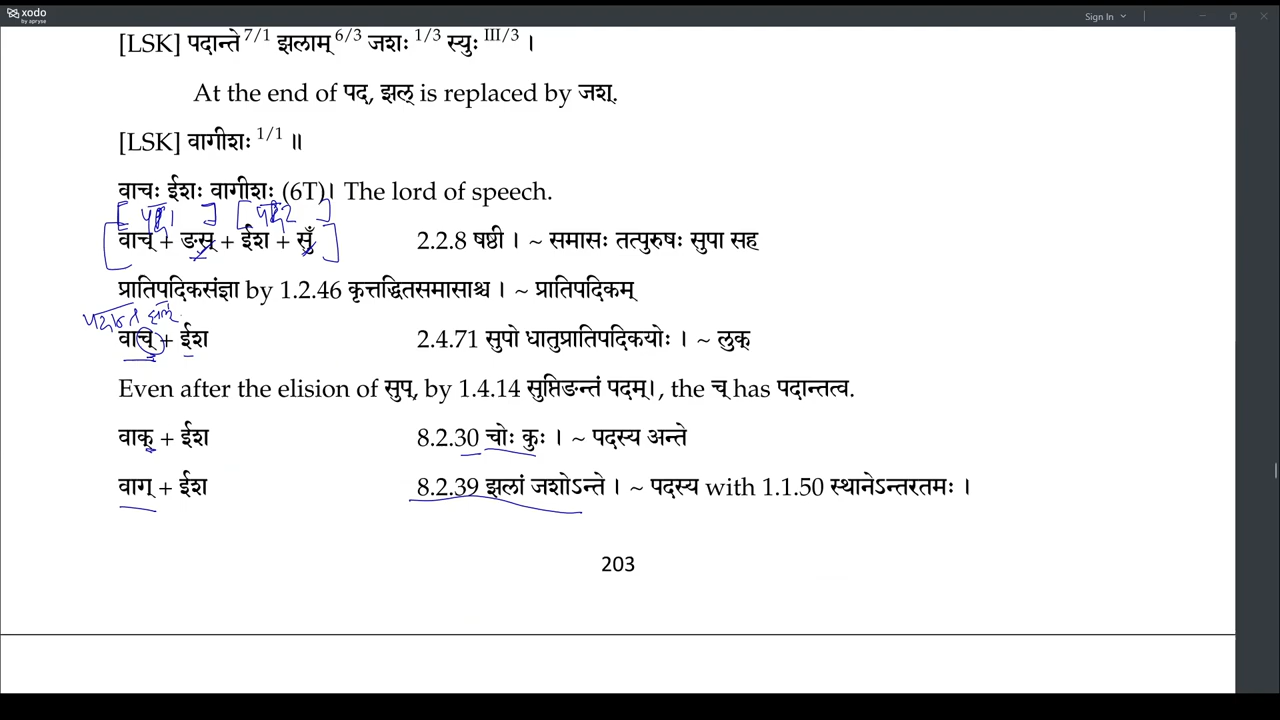 xodo
by apryse
Sign In
[LSK] पदान्ते 7/1 झलाम् 6/3 जशः 1/3 स्युः III/3 ।
At the end of पद, झल् is replaced by जश्.
[LSK] वागीशः 1/1 ॥
वाचः ईशः वागीशः (6T)। The lord of speech.
वाच् + ङस् + ईश + सुँ 2.2.8 षष्ठी । ~ समासः तत्पुरुषः सुपा सह
प्रातिपदिकसंज्ञा by 1.2.46 कृत्तद्धितसमासाश्च । ~ प्रातिपदिकम्
पदान्त झल्
वाच् + ईश 2.4.71 सुपो धातुप्रातिपदिकयोः । ~ लुक्
Even after the elision of सुप्, by 1.4.14 सुप्तिङन्तं पदम्।, the च् has पदान्तत्व.
वाक् + ईश 8.2.30 चोः कुः । ~ पदस्य अन्ते
वाग् + ईश 8.2.39 झलां जशोऽन्ते । ~ पदस्य with 1.1.50 स्थानेऽन्तरतमः ।
203